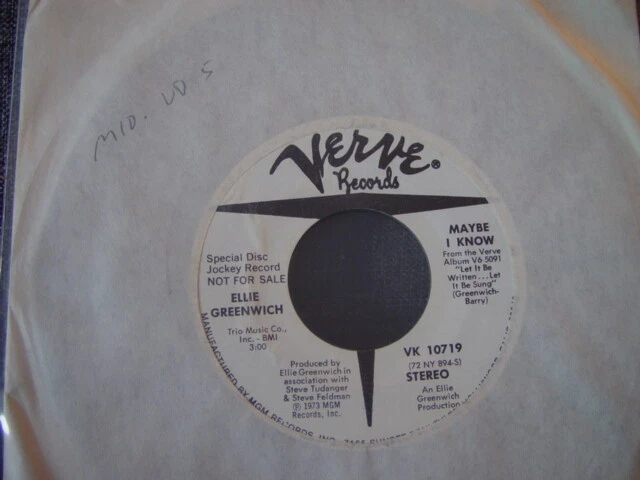 MID. VD 5
Verve®
Records
Special Disc
Jockey Record
NOT FOR SALE
ELLIE
GREENWICH
Trio Music Co.,
Inc. - BMI
3:00
Produced by
Ellie Greenwich in
association with
Steve Tudanger
& Steve Feldman
Ⓟ 1973 MGM
Records, Inc.
MAYBE
I KNOW
From the Verve
Album V6 5091
"Let It Be
Written...Let
It Be Sung"
(Greenwich-
Barry)
VK 10719
(72 NY 894-S)
STEREO
An Ellie
Greenwich
Production
MANUFACTURED BY MGM RECORDS, INC., SUNSET